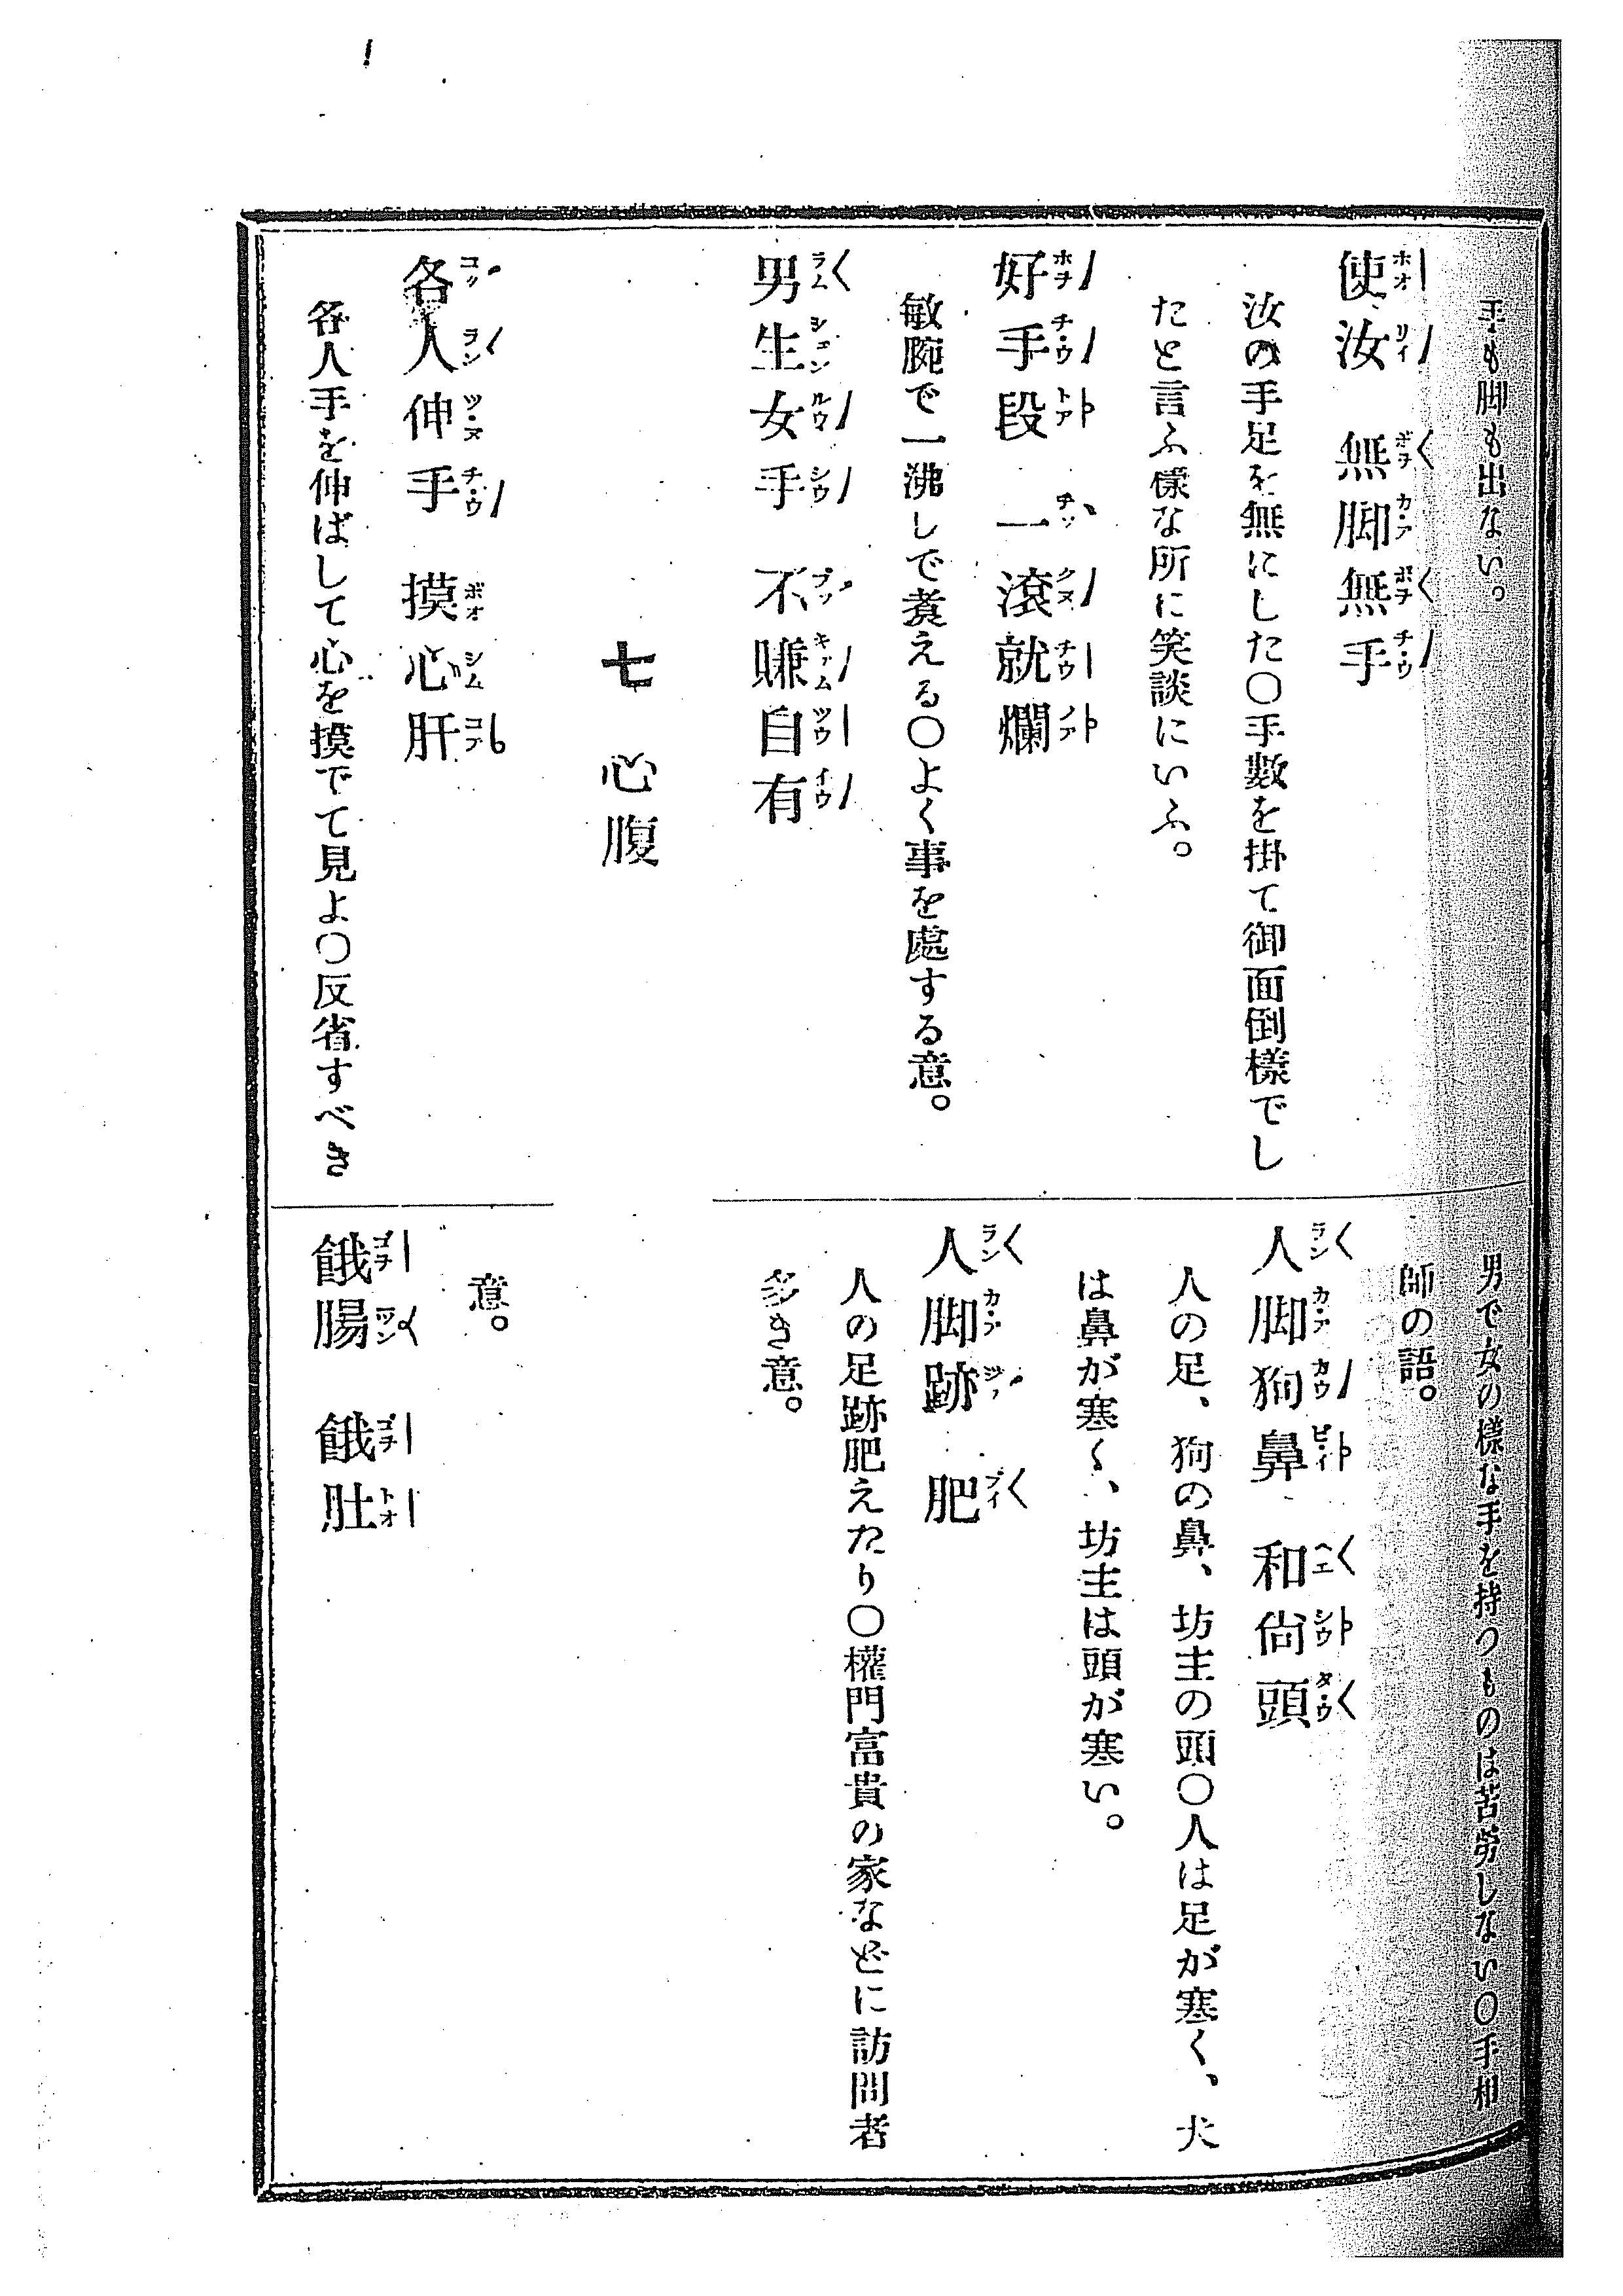 手も脚も出ない。
使汝 無脚無手
汝の手足を無にした〇手數を掛て御面倒樣でし
たと言ふ樣な所に笑談にいふ。
好手段 一滾就爛
敏腕で一沸しで煑える〇よく事を處する意。
男生女手 不賺自有
男で女の樣な手を持つものは苦勞しない〇手相
師の語。
人脚狗鼻 和尙頭
人の足、狗の鼻、坊主の頭〇人は足が寒く、犬
は鼻が寒く、坊主は頭が寒い。
人脚跡 肥
人の足跡肥えたり〇權門富貴の家などに訪問者
多き意。
七 心腹
各人伸手 摸心肝
各人手を伸ばして心を摸でて見よ〇反省すべき
意。
餓腸 餓肚